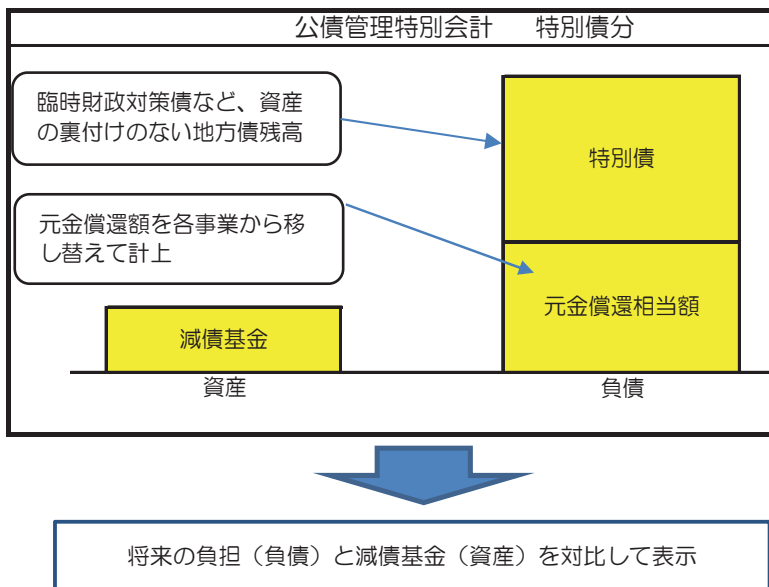 公債管理特別会計　特別債分
臨時財政対策債など、資産
の裏付けのない地方債残高
特別債
元金償還額を各事業から移
し替えて計上
元金償還相当額
減債基金
資産
負債
将来の負担（負債）と減債基金（資産）を対比して表示